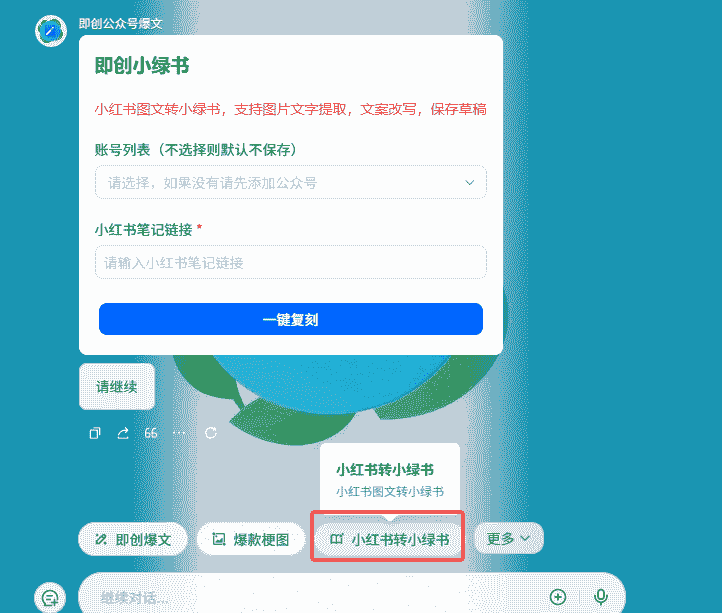 即创公众号爆文
即创小绿书
小红书图文转小绿书，支持图片文字提取，文案改写，保存草稿
账号列表（不选择则默认不保存）
请选择，如果没有请先添加公众号
小红书笔记链接 *
请输入小红书笔记链接
一键复刻
请继续
小红书转小绿书
小红书图文转小绿书
即创爆文
爆款梗图
小红书转小绿书
更多
继续对话...